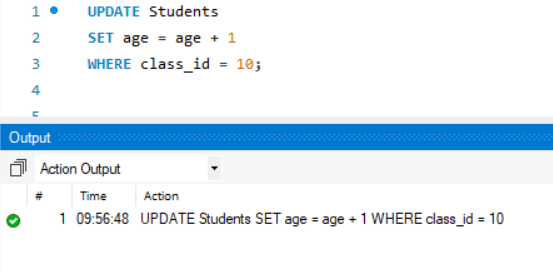 1 UPDATE Students
2 SET age = age + 1
3 WHERE class_id = 10;
4
Output
Action Output
# Time Action
1 09:56:48 UPDATE Students SET age = age + 1 WHERE class_id = 10